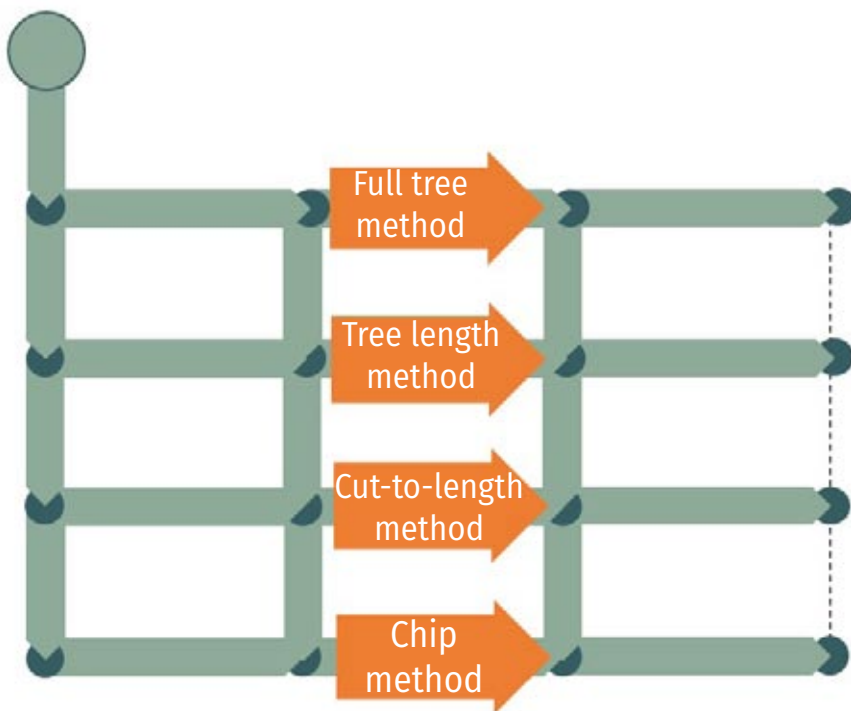 Full tree
method
Tree length
method
Cut-to-length
method
Chip
method